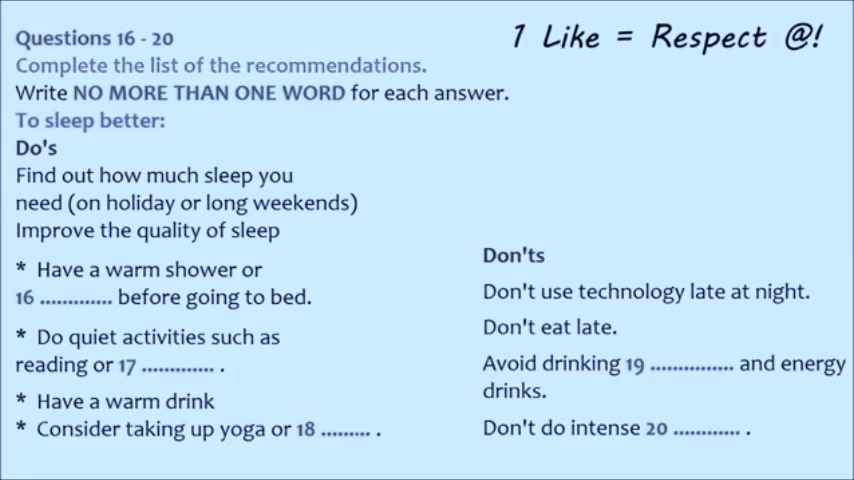 Questions 16 - 20
1 Like = Respect @!
Complete the list of the recommendations.
Write NO MORE THAN ONE WORD for each answer.
To sleep better:
Do's
Find out how much sleep you
need (on holiday or long weekends)
Improve the quality of sleep
* Have a warm shower or
16 ............. before going to bed.
* Do quiet activities such as
reading or 17 ............. .
* Have a warm drink
* Consider taking up yoga or 18 ......... .
Don'ts
Don't use technology late at night.
Don't eat late.
Avoid drinking 19 ............... and energy
drinks.
Don't do intense 20 ............ .